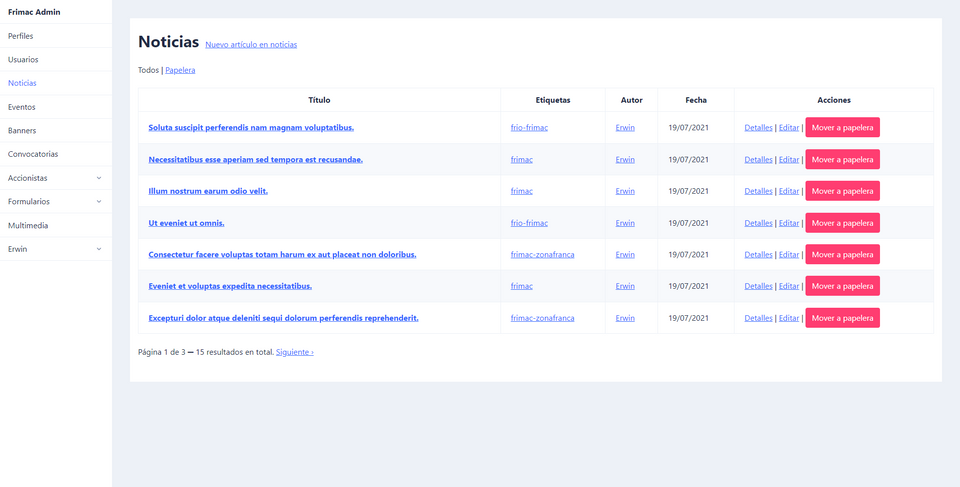 Frimac Admin
Perfiles
Usuarios
Noticias
Eventos
Banners
Convocatorias
Accionistas
Formularios
Multimedia
Erwin
Noticias Nuevo artículo en noticias
Todos | Papelera
Título Etiquetas Autor Fecha Acciones
Soluta suscipit perferendis nam magnam voluptatibus. frio-frimac Erwin 19/07/2021 Detalles | Editar | Mover a papelera
Necessitatibus esse aperiam sed tempora est recusandae. frimac Erwin 19/07/2021 Detalles | Editar | Mover a papelera
Illum nostrum earum odio velit. frimac Erwin 19/07/2021 Detalles | Editar | Mover a papelera
Ut eveniet ut omnis. frio-frimac Erwin 19/07/2021 Detalles | Editar | Mover a papelera
Consectetur facere voluptas totam harum ex aut placeat non doloribus. frimac-zonafranca Erwin 19/07/2021 Detalles | Editar | Mover a papelera
Eveniet et voluptas expedita necessitatibus. frimac Erwin 19/07/2021 Detalles | Editar | Mover a papelera
Excepturi dolor atque deleniti sequi dolorum perferendis reprehenderit. frimac-zonafranca Erwin 19/07/2021 Detalles | Editar | Mover a papelera
Página 1 de 3 — 15 resultados en total. Siguiente ›